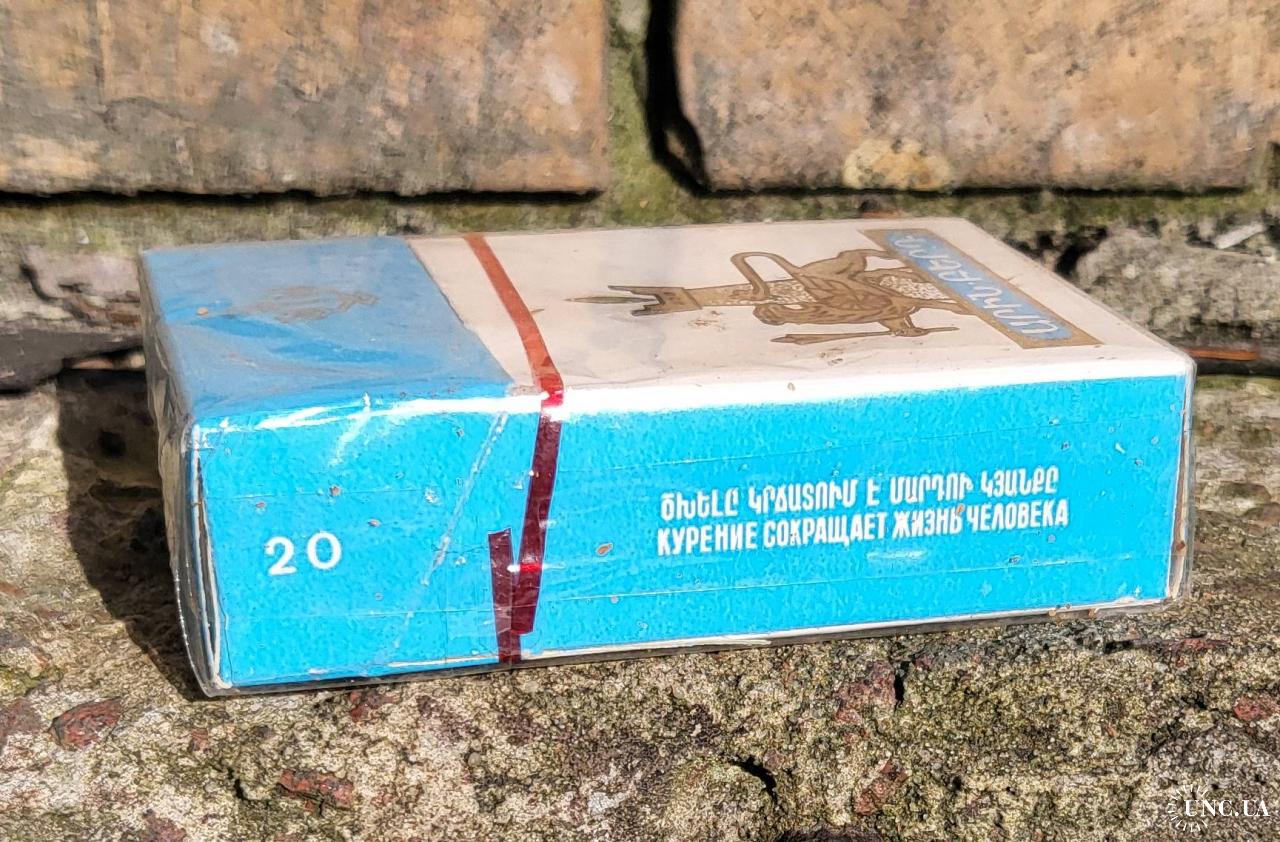 20
ԾԽԵԼԸ ԿՐՃԱՏՈՒՄ Է ՄԱՐԴՈՒ ԿՅԱՆՔԸ
КУРЕНИЕ СОКРАЩАЕТ ЖИЗНЬ ЧЕЛОВЕКА
UNC.UA